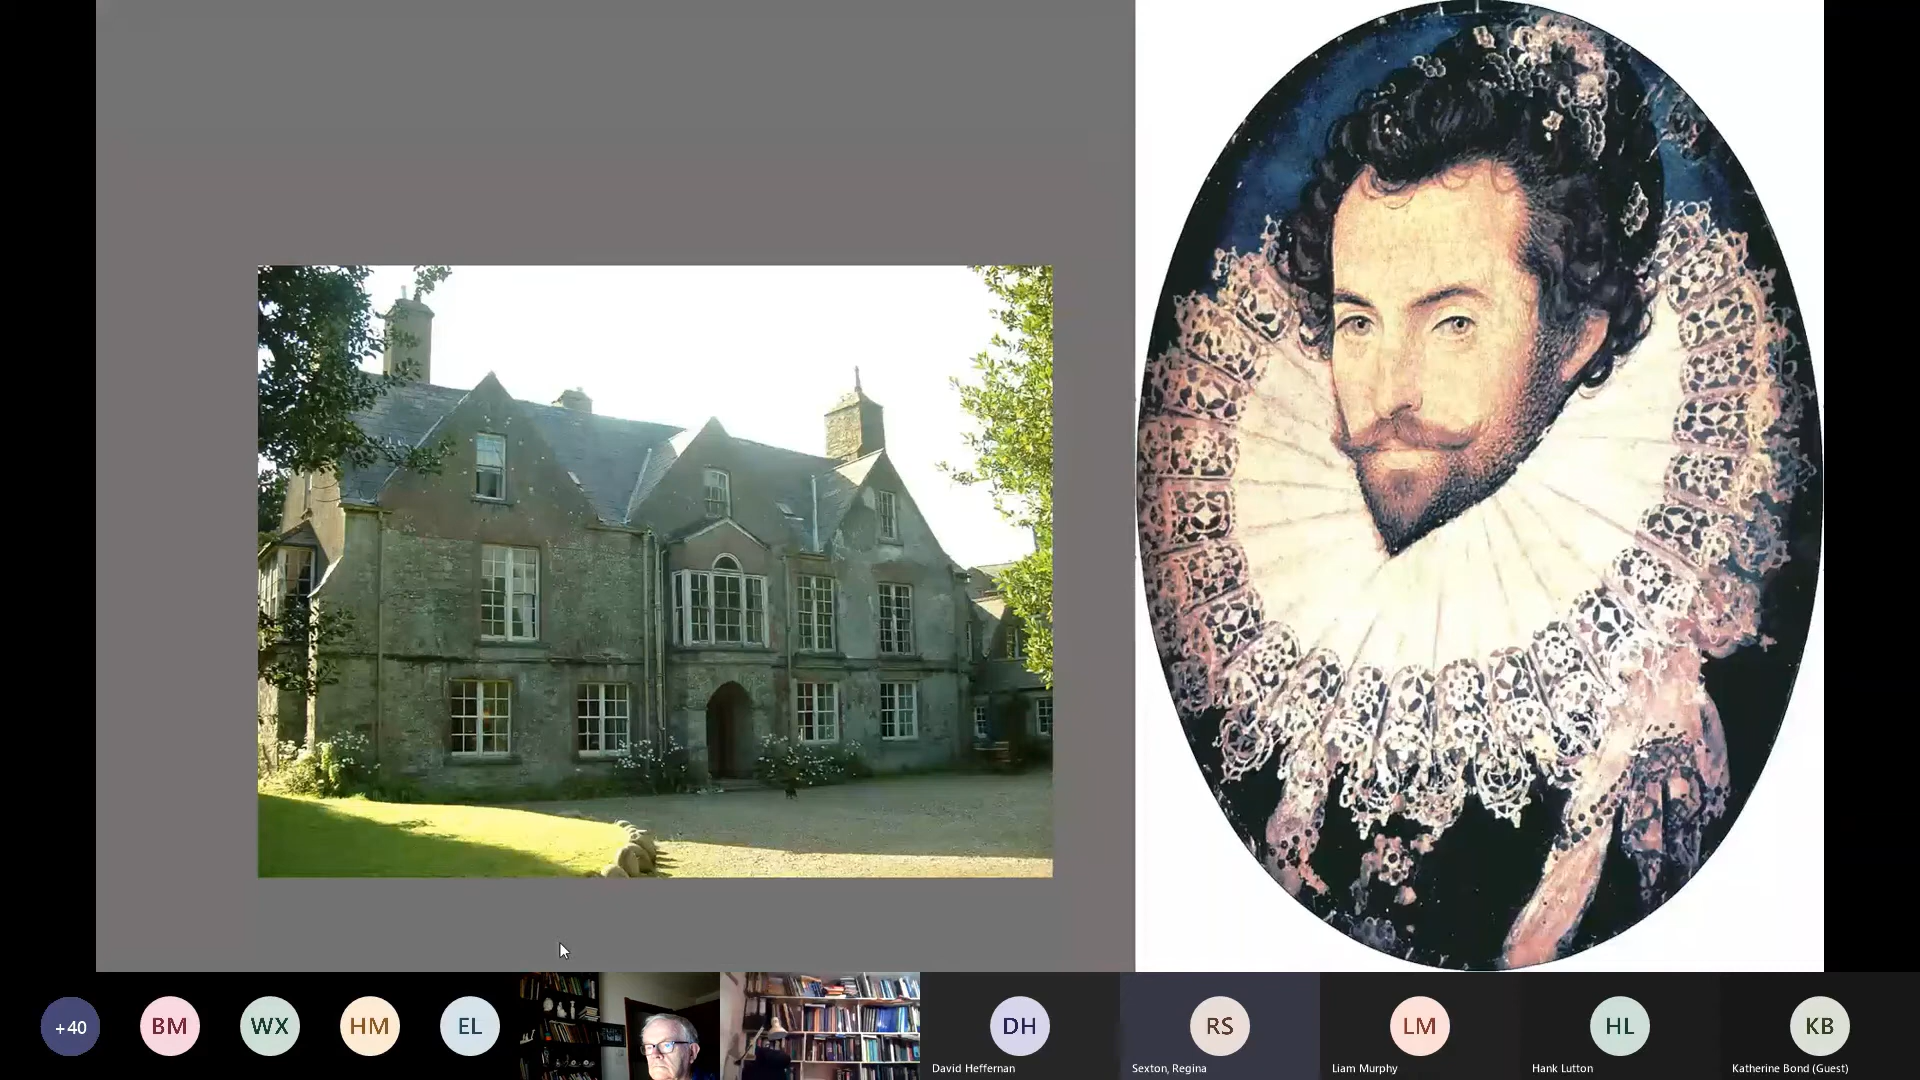 +40
BM
WX
HM
EL
DH
David Heffernan
RS
Sexton, Regina
LM
Liam Murphy
HL
Hank Lutton
KB
Katherine Bond (Guest)